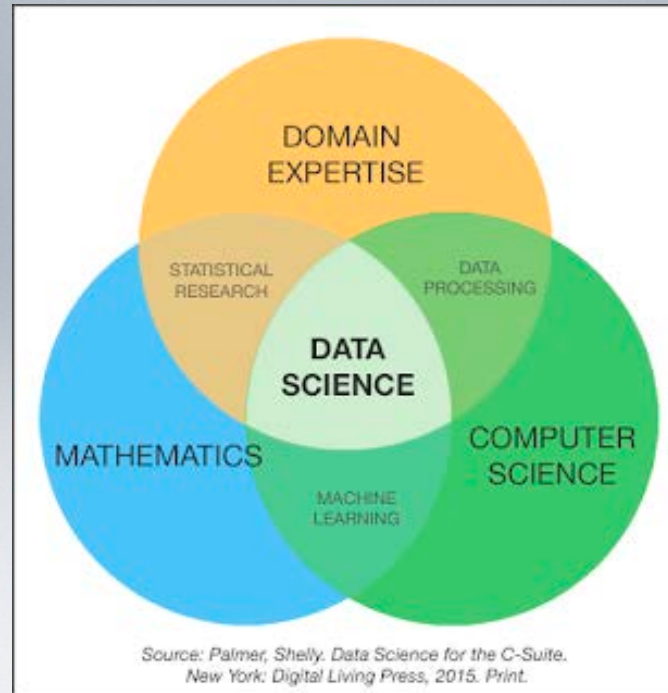 DOMAIN
EXPERTISE
STATISTICAL
RESEARCH
DATA
PROCESSING
DATA
SCIENCE
MATHEMATICS
COMPUTER
SCIENCE
MACHINE
LEARNING
Source: Palmer, Shelly. Data Science for the C-Suite.
New York: Digital Living Press, 2015. Print.